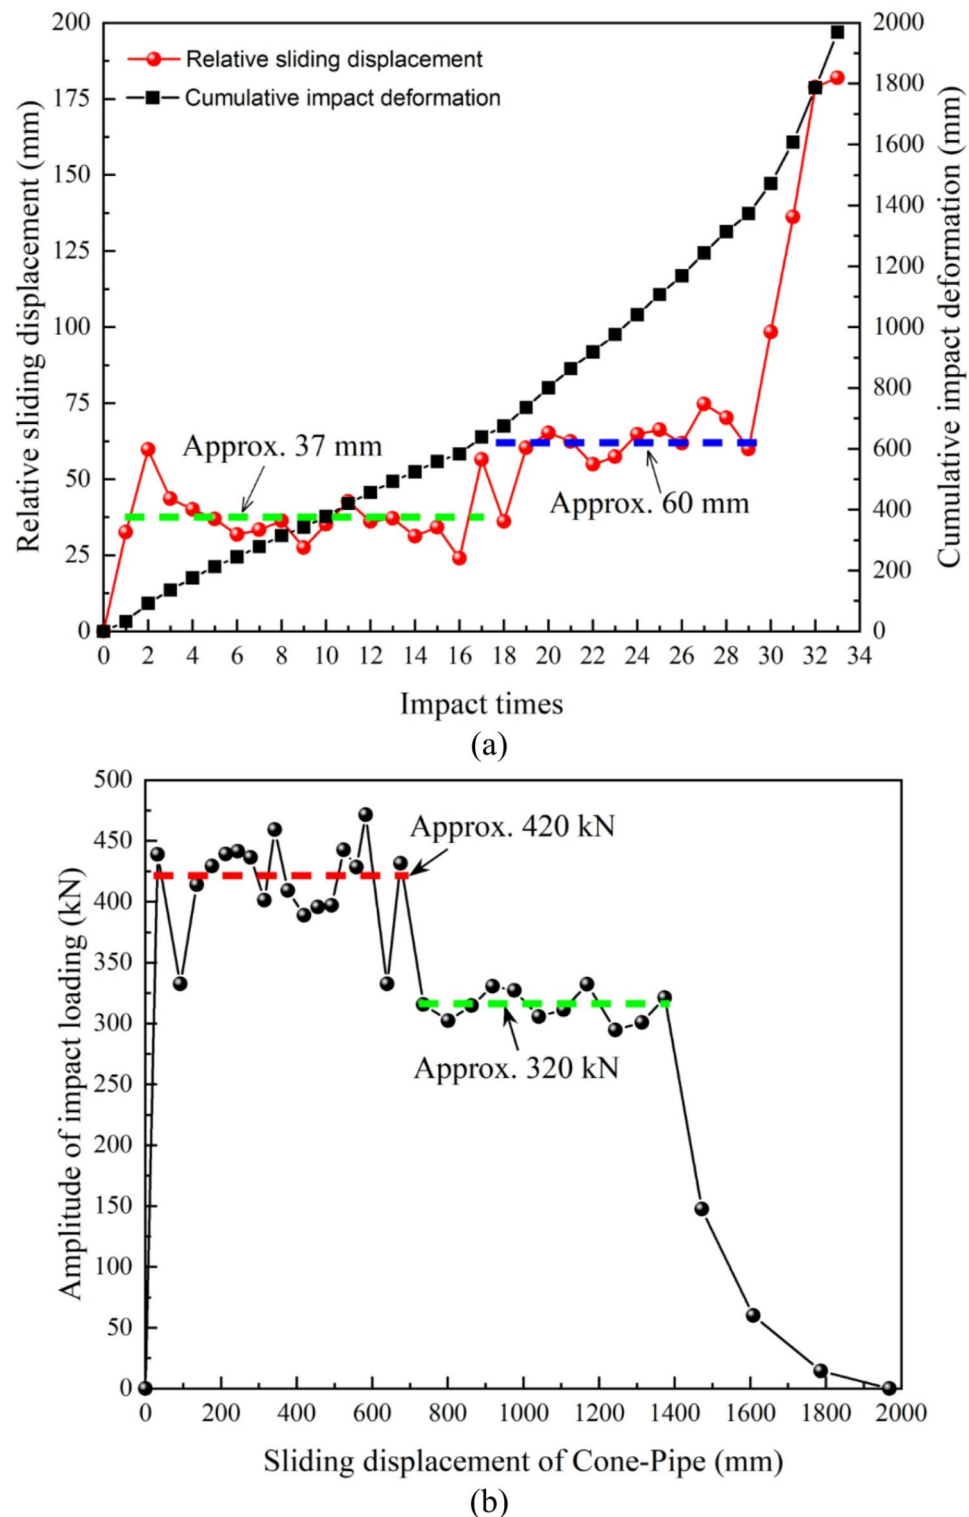 200
175
150
125
100
75
50
25
0
Relative sliding displacement (mm)
Relative sliding displacement
Cumulative impact deformation
Approx. 37 mm
Approx. 60 mm
2000
1800
1600
1400
1200
1000
800
600
400
200
0
Cumulative impact deformation (mm)
0 2 4 6 8 10 12 14 16 18 20 22 24 26 28 30 32 34
Impact times
(a)
500
450
400
350
300
250
200
150
100
50
0
Amplitude of impact loading (kN)
Approx. 420 kN
Approx. 320 kN
0 200 400 600 800 1000 1200 1400 1600 1800 2000
Sliding displacement of Cone-Pipe (mm)
(b)